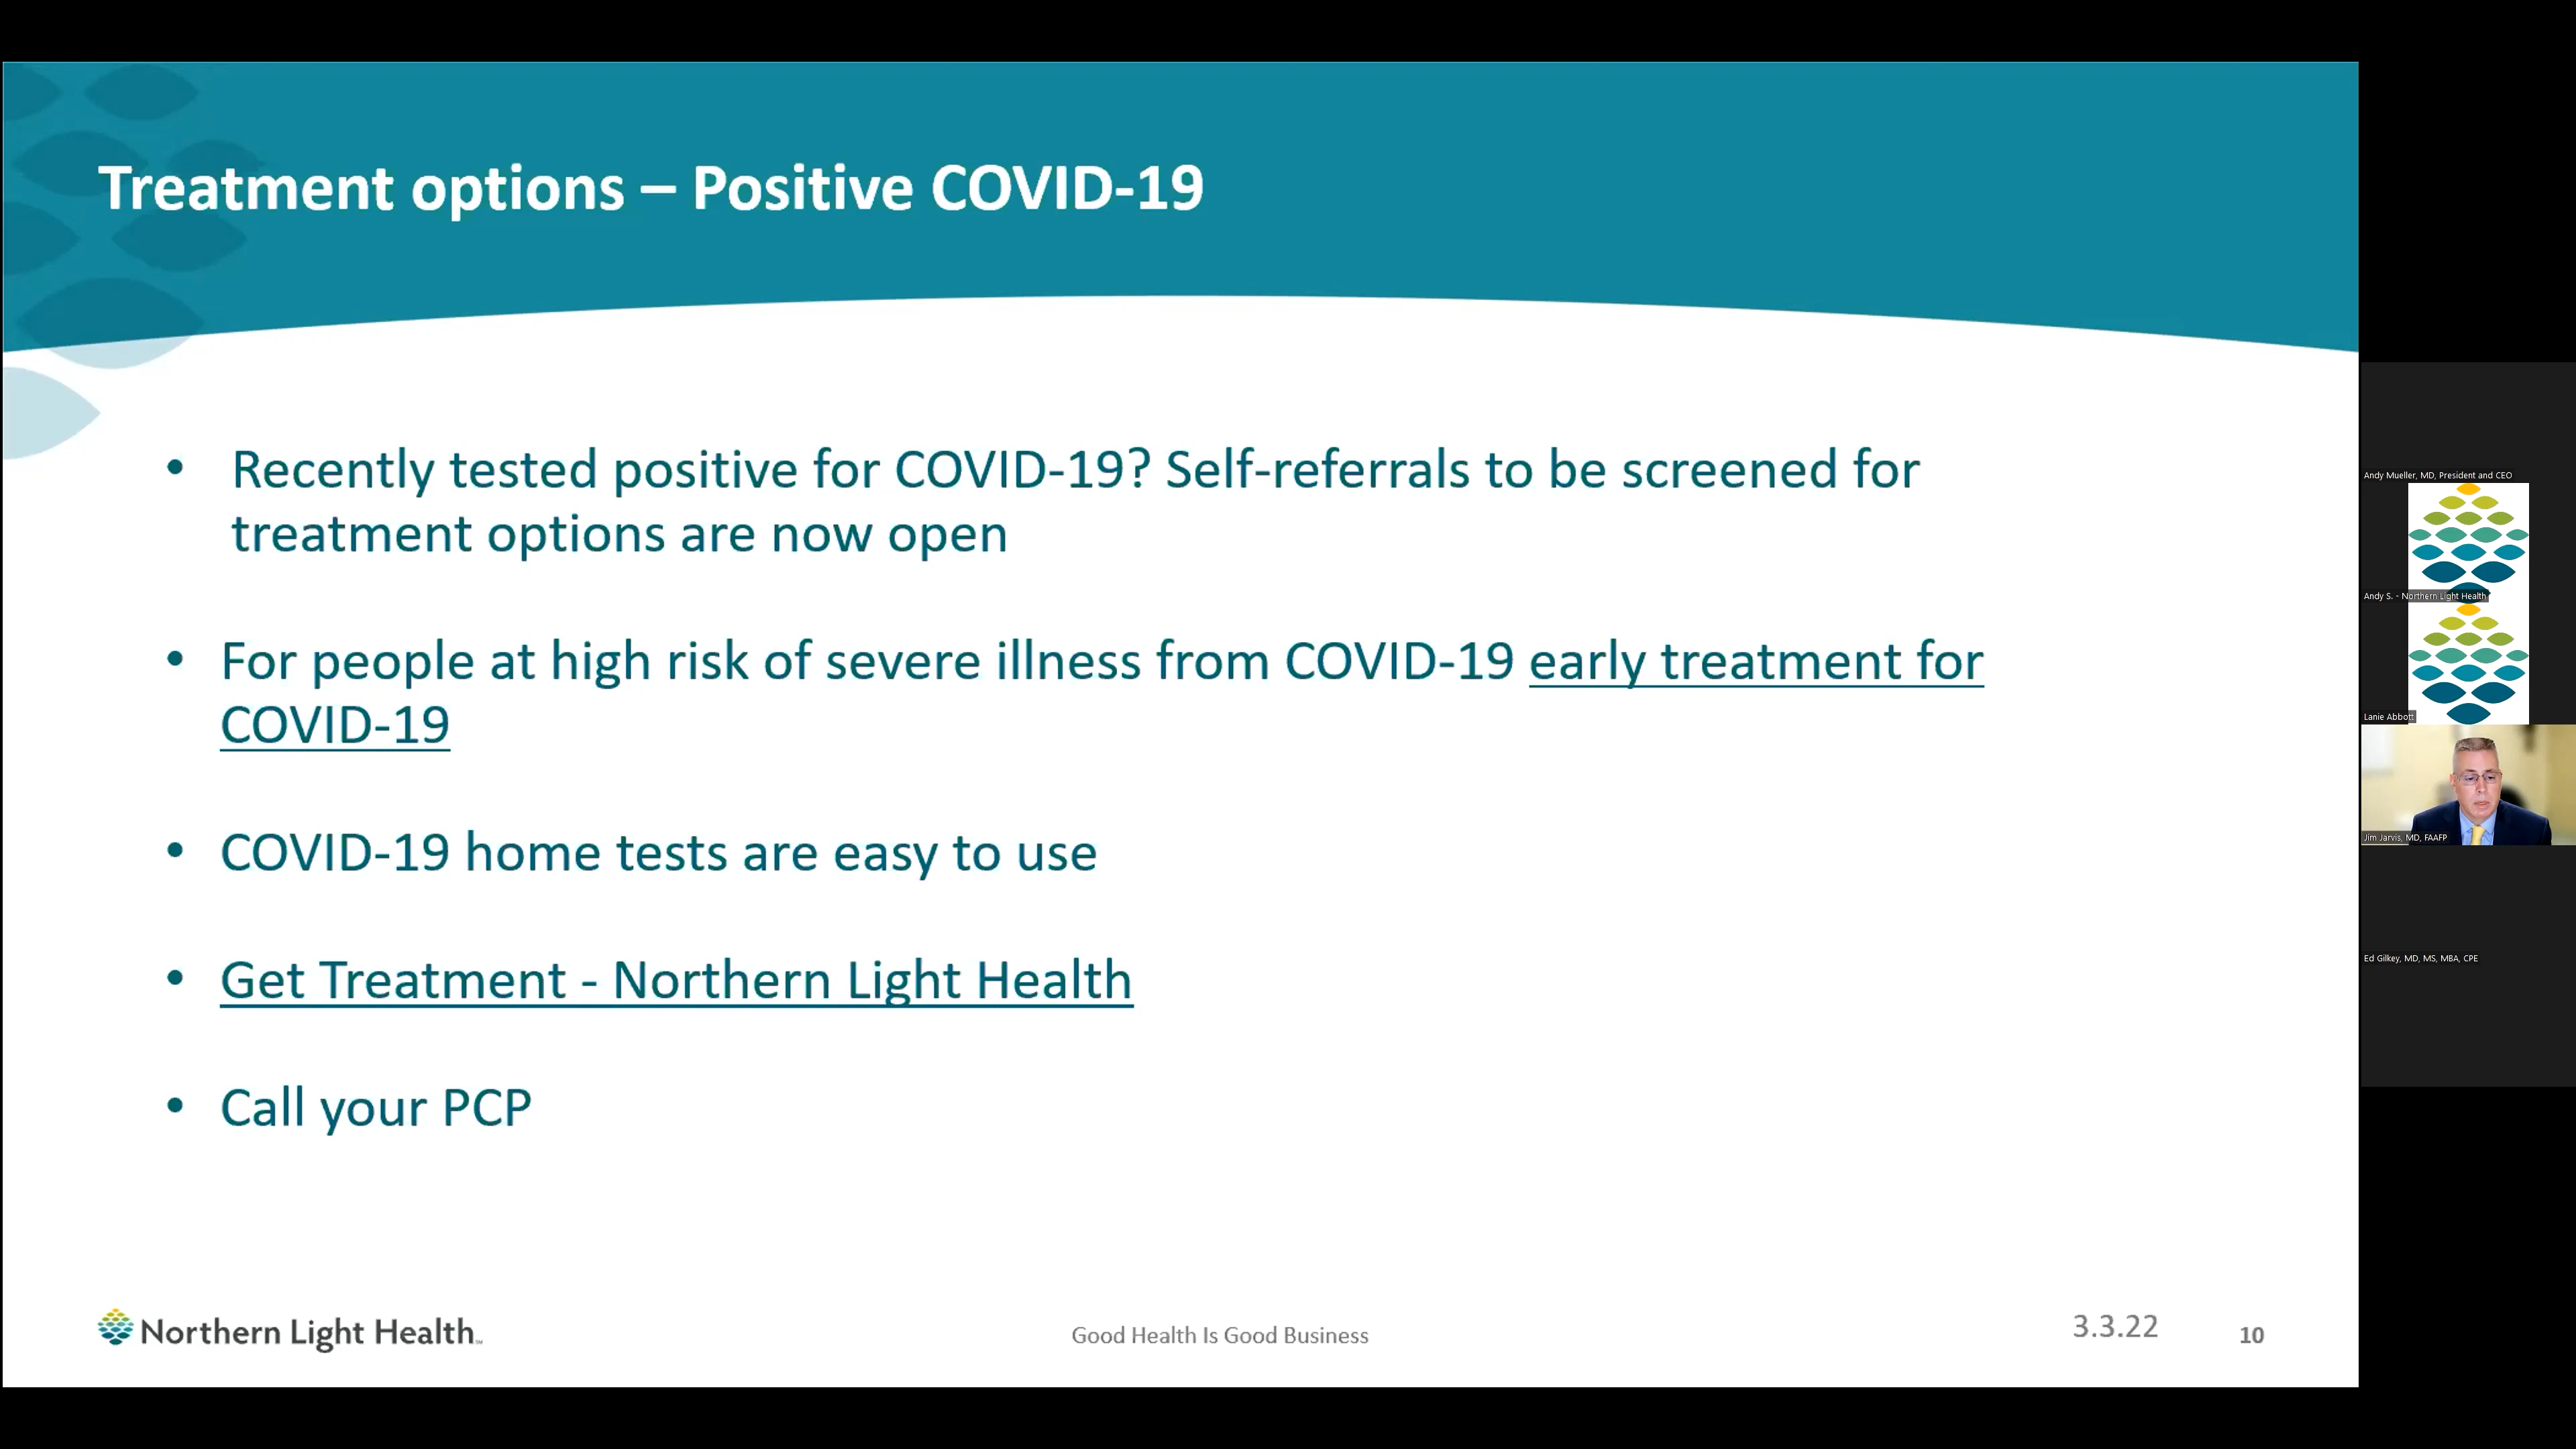 Treatment options – Positive COVID-19
• Recently tested positive for COVID-19? Self-referrals to be screened for
treatment options are now open
• For people at high risk of severe illness from COVID-19 early treatment for
COVID-19
• COVID-19 home tests are easy to use
• Get Treatment - Northern Light Health
• Call your PCP
Northern Light Health℠
Good Health Is Good Business
3.3.22
10
Andy Mueller, MD, President and CEO
Andy S. - Northern Light Health
Lanie Abbott
Jim Jarvis, MD, FAAFP
Ed Gilkey, MD, MS, MBA, CPE